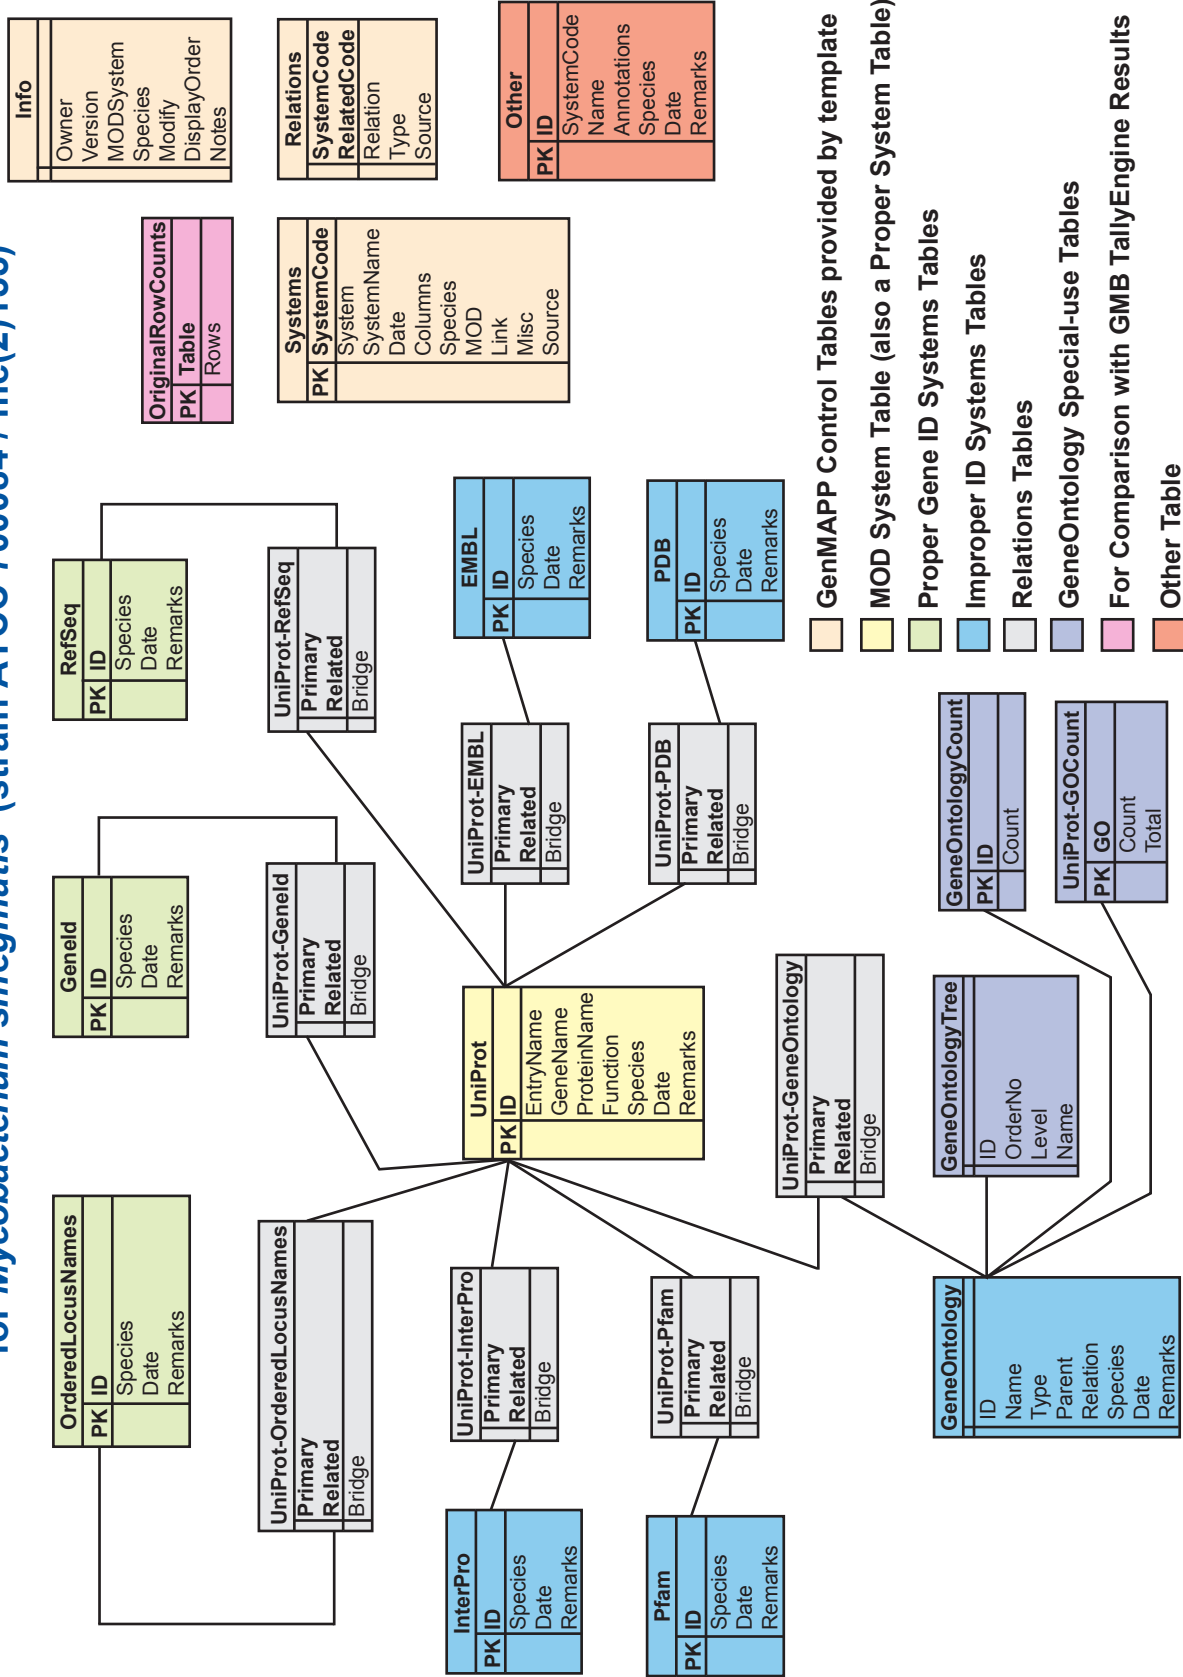 for Mycobacterium smegmatis (strain ATCC 700084 / mc(2)155)
OrderedLocusNames
PK ID
Species
Date
Remarks
GeneId
PK ID
Species
Date
Remarks
RefSeq
PK ID
Species
Date
Remarks
OriginalRowCounts
PK Table
Rows
Info
Owner
Version
MODSystem
Species
Modify
DisplayOrder
Notes
UniProt-OrderedLocusNames
Primary
Related
Bridge
UniProt-GeneId
Primary
Related
Bridge
UniProt-RefSeq
Primary
Related
Bridge
Systems
PK SystemCode
System
SystemName
Date
Columns
Species
MOD
Link
Misc
Source
Relations
SystemCode
RelatedCode
Relation
Type
Source
InterPro
PK ID
Species
Date
Remarks
UniProt-InterPro
Primary
Related
Bridge
UniProt
PK ID
EntryName
GeneName
ProteinName
Function
Species
Date
Remarks
UniProt-EMBL
Primary
Related
Bridge
EMBL
PK ID
Species
Date
Remarks
Other
PK ID
SystemCode
Name
Annotations
Species
Date
Remarks
Pfam
PK ID
Species
Date
Remarks
UniProt-Pfam
Primary
Related
Bridge
UniProt-PDB
Primary
Related
Bridge
PDB
PK ID
Species
Date
Remarks
UniProt-GeneOntology
Primary
Related
Bridge
GeneOntology
ID
Name
Type
Parent
Relation
Species
Date
Remarks
GeneOntologyTree
ID
OrderNo
Level
Name
GeneOntologyCount
PK ID
Count
UniProt-GOCount
PK GO
Count
Total
GenMAPP Control Tables provided by template
MOD System Table (also a Proper System Table)
Proper Gene ID Systems Tables
Improper ID Systems Tables
Relations Tables
GeneOntology Special-use Tables
For Comparison with GMB TallyEngine Results
Other Table